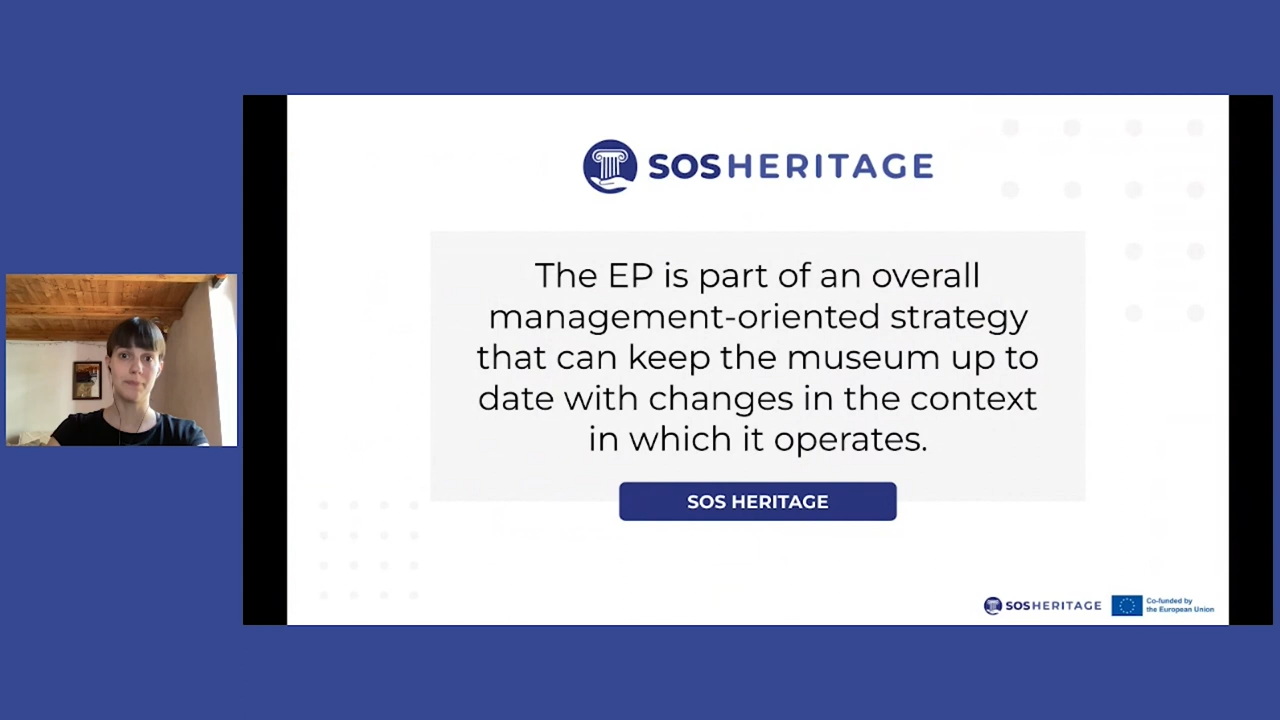 SOSHERITAGE
The EP is part of an overall
management-oriented strategy
that can keep the museum up to
date with changes in the context
in which it operates.
SOS HERITAGE
SOSHERITAGE
Co-funded by
the European Union